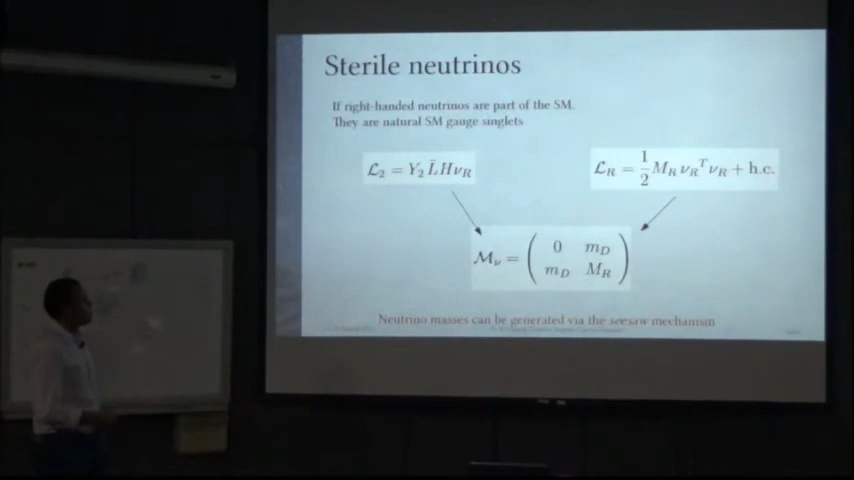 Sterile neutrinos
If right-handed neutrinos are part of the SM.
They are natural SM gauge singlets
ℒ₂ = Y₂ L̄ H ν_R
ℒ_R = 1/2 M_R ν_R^T ν_R + h.c.
ℳ_ν = ( 0 m_D
m_D M_R )
Neutrino masses can be generated via the seesaw mechanism